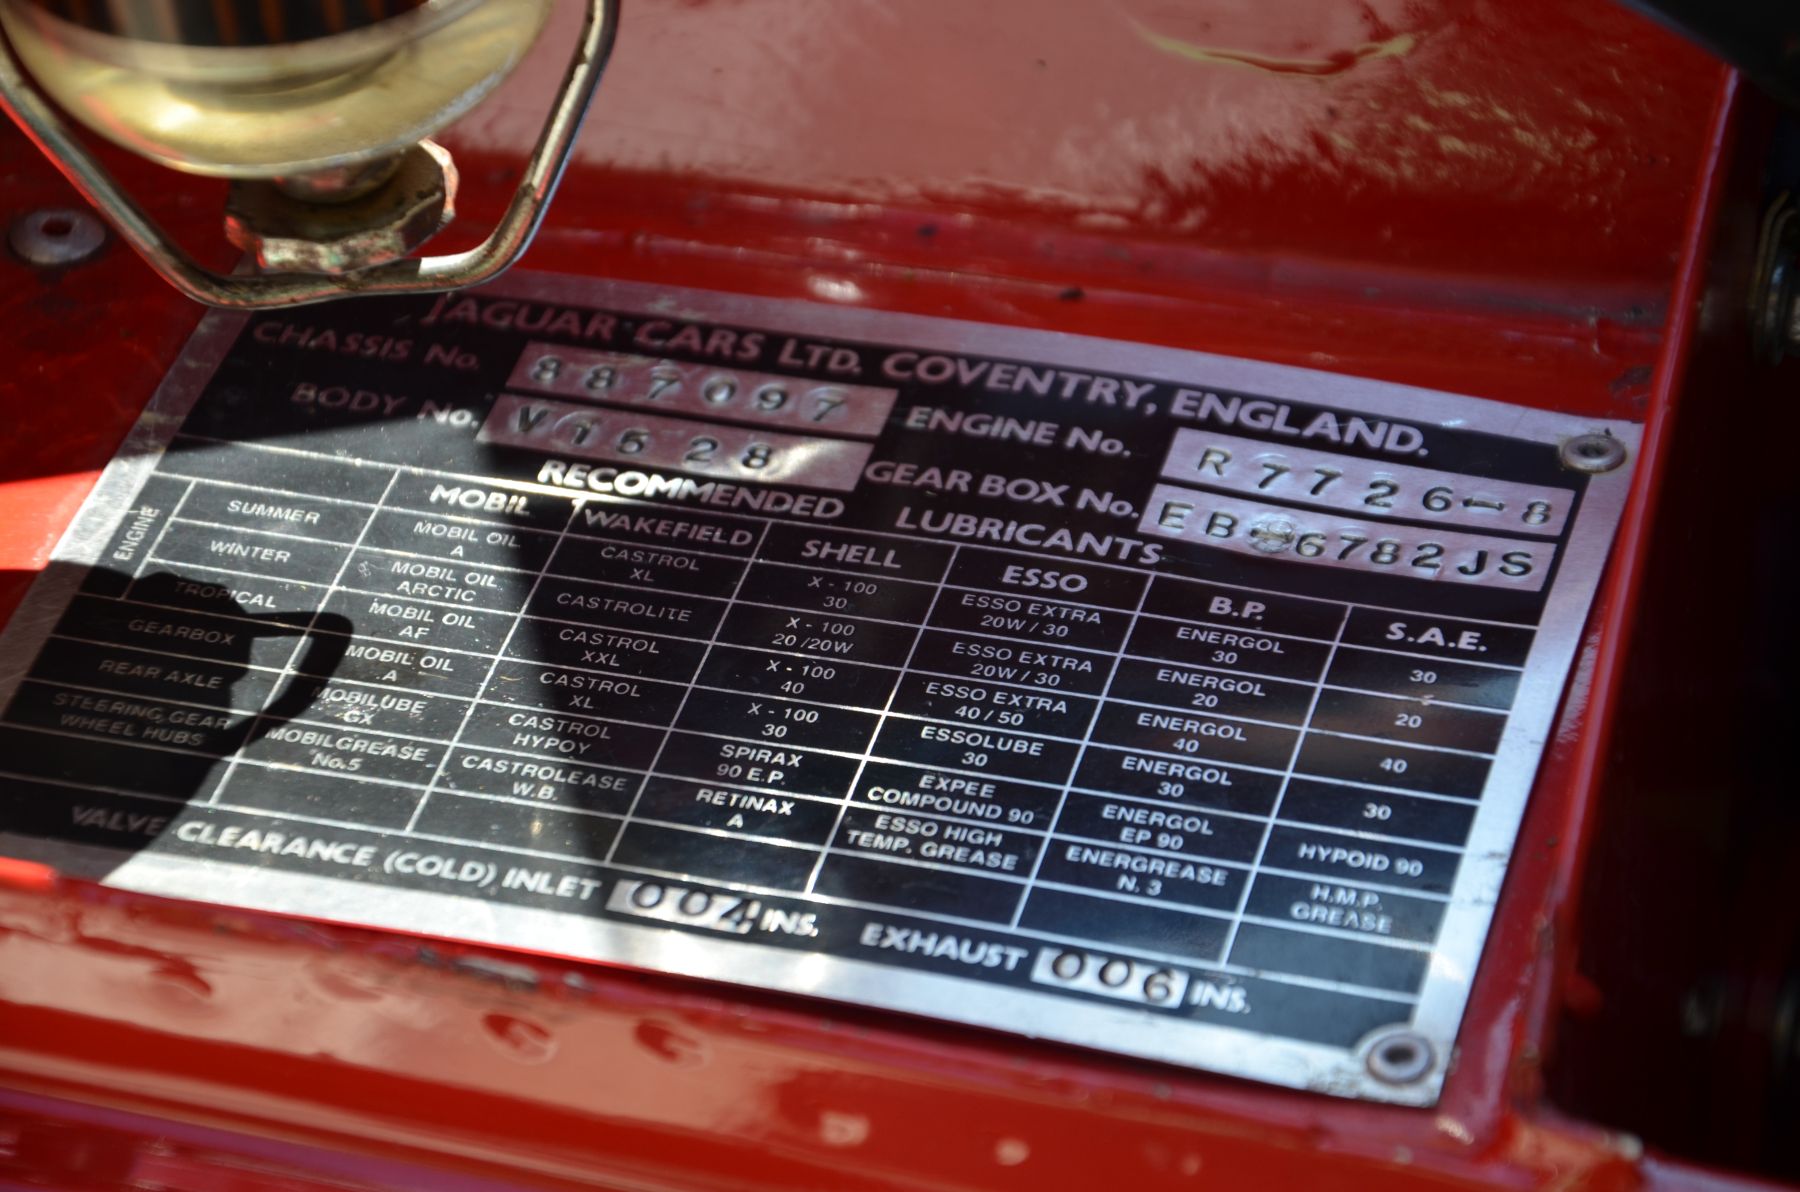 JAGUAR CARS LTD. COVENTRY, ENGLAND.
CHASSIS No. 887097 ENGINE No. R7726-8
BODY No. V1628 GEAR BOX No. EB 6782JS
RECOMMENDED LUBRICANTS
MOBIL WAKEFIELD SHELL ESSO B.P. S.A.E.
ENGINE
SUMMER MOBIL OIL A CASTROL XL X-100 30 ESSO EXTRA 20W/30 ENERGOL 30 30
WINTER MOBIL OIL ARCTIC CASTROLITE X-100 20/20W ESSO EXTRA 20W/30 ENERGOL 20 20
TROPICAL MOBIL OIL AF CASTROL XXL X-100 40 ESSO EXTRA 40/50 ENERGOL 40 40
GEARBOX MOBIL OIL A CASTROL XL X-100 30 ESSOLUBE 30 ENERGOL 30 30
REAR AXLE MOBILUBE GX CASTROL HYPOY SPIRAX 90 E.P. EXPEE COMPOUND 90 ENERGOL EP 90 HYPOID 90
STEERING GEAR WHEEL HUBS MOBILGREASE No.5 CASTROLEASE W.B. RETINAX A ESSO HIGH TEMP. GREASE ENERGREASE N.3 H.M.P. GREASE
VALVE CLEARANCE (COLD) INLET 004 INS. EXHAUST 006 INS.